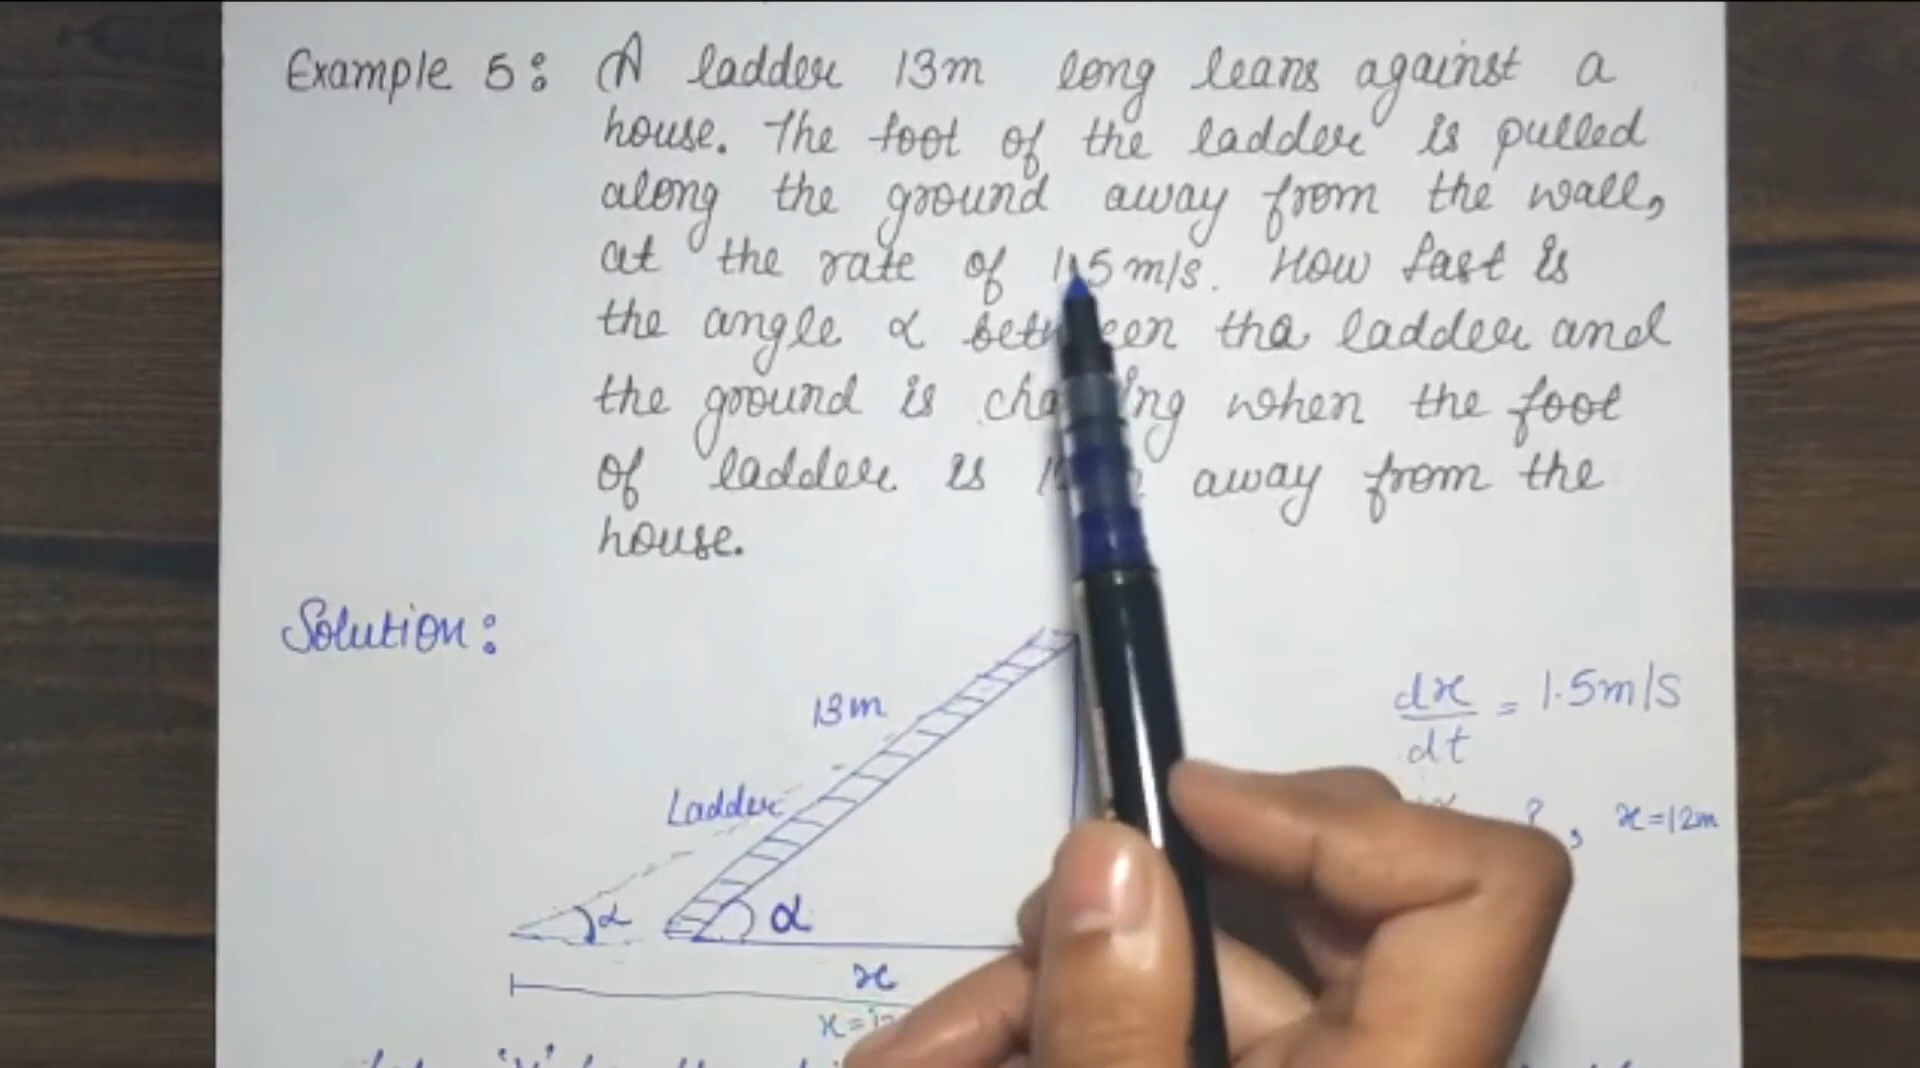 Example 5: A ladder 13m long leans against a
house. The foot of the ladder is pulled
along the ground away from the wall,
at the rate of 1.5 m/s. How fast is
the angle α between tha ladder and
the ground is changing when the foot
of ladder is away from the
house.
Solution:
13m
Ladder
α
α
x
dx/dt = 1.5m/s
? , x=12m